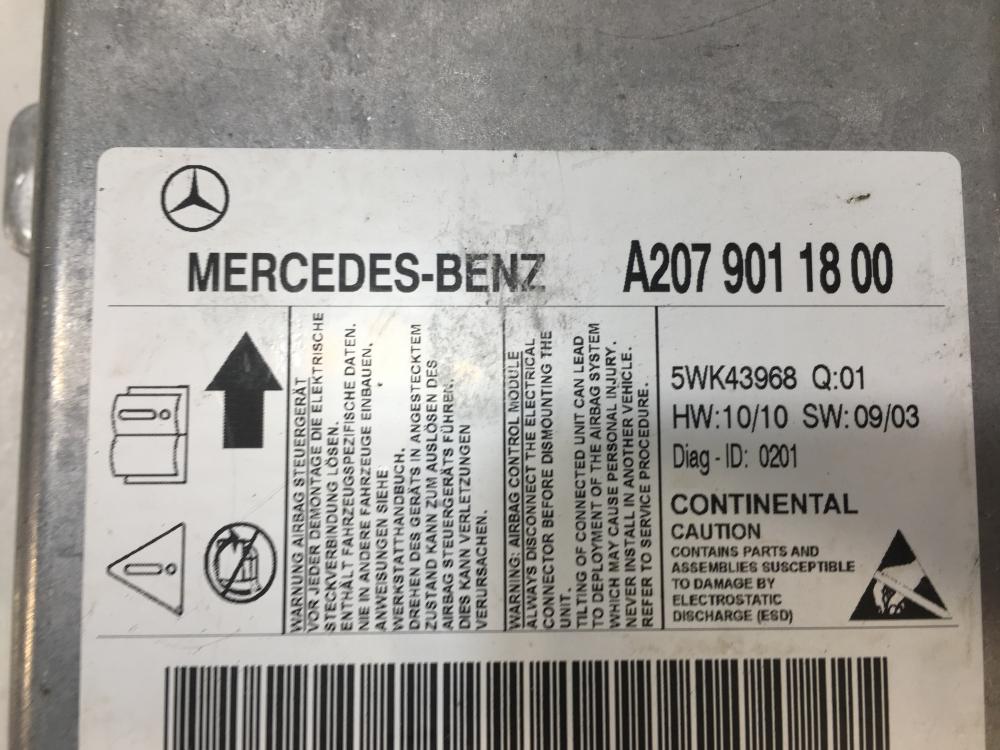 MERCEDES-BENZ A207 901 18 00
WARNUNG AIRBAG STEUERGERÄT
VOR JEDER DEMONTAGE DIE ELEKTRISCHE
STECKVERBINDUNG LÖSEN.
ENTHÄLT FAHRZEUGSPEZIFISCHE DATEN.
NIE IN ANDERE FAHRZEUGE EINBAUEN.
ANWEISUNGEN SIEHE
WERKSTATTHANDBUCH.
DREHEN DES GERÄTS IN ANGESTECKTEM
ZUSTAND KANN ZUM AUSLÖSEN DES
AIRBAG STEUERGERÄTS FÜHREN.
DIES KANN VERLETZUNGEN
VERURSACHEN.
WARNING: AIRBAG CONTROL MODULE
ALWAYS DISCONNECT THE ELECTRICAL
CONNECTOR BEFORE DISMOUNTING THE
UNIT.
TILTING OF CONNECTED UNIT CAN LEAD
TO DEPLOYMENT OF THE AIRBAG SYSTEM
WHICH MAY CAUSE PERSONAL INJURY.
NEVER INSTALL IN ANOTHER VEHICLE.
REFER TO SERVICE PROCEDURE.
5WK43968 Q:01
HW:10/10 SW:09/03
Diag - ID: 0201
CONTINENTAL
CAUTION
CONTAINS PARTS AND
ASSEMBLIES SUSCEPTIBLE
TO DAMAGE BY
ELECTROSTATIC
DISCHARGE (ESD)